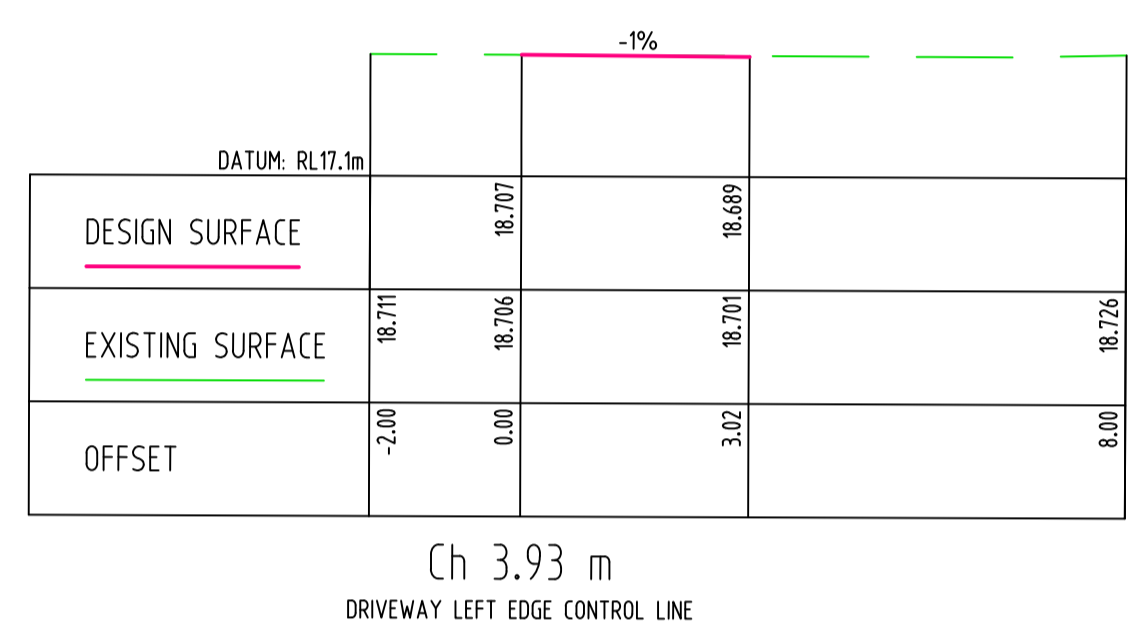 -1%
DATUM: RL17.1m
DESIGN SURFACE 18.707 18.689
EXISTING SURFACE 18.711 18.706 18.701 18.726
OFFSET -2.00 0.00 3.02 8.00
Ch 3.93 m
DRIVEWAY LEFT EDGE CONTROL LINE